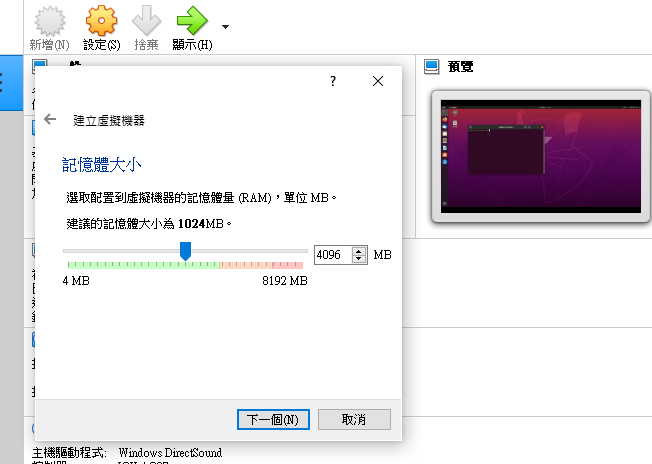 新增(N) 設定(S) 捨棄 顯示(H)
預覽
?
建立虛擬機器
記憶體大小
選取配置到虛擬機器的記憶體量 (RAM)，單位 MB。
建議的記憶體大小為 1024MB。
4096 MB
4 MB 8192 MB
下一個(N) 取消
主機驅動程式: Windows DirectSound